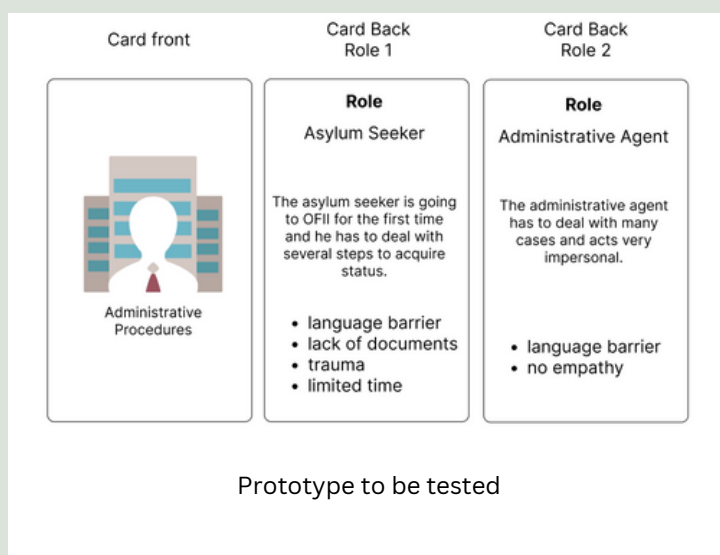 Card front
Card Back
Role 1
Card Back
Role 2
Administrative
Procedures
Role
Asylum Seeker
The asylum seeker is going
to OFII for the first time
and he has to deal with
several steps to acquire
status.
• language barrier
• lack of documents
• trauma
• limited time
Role
Administrative Agent
The administrative agent
has to deal with many
cases and acts very
impersonal.
• language barrier
• no empathy
Prototype to be tested